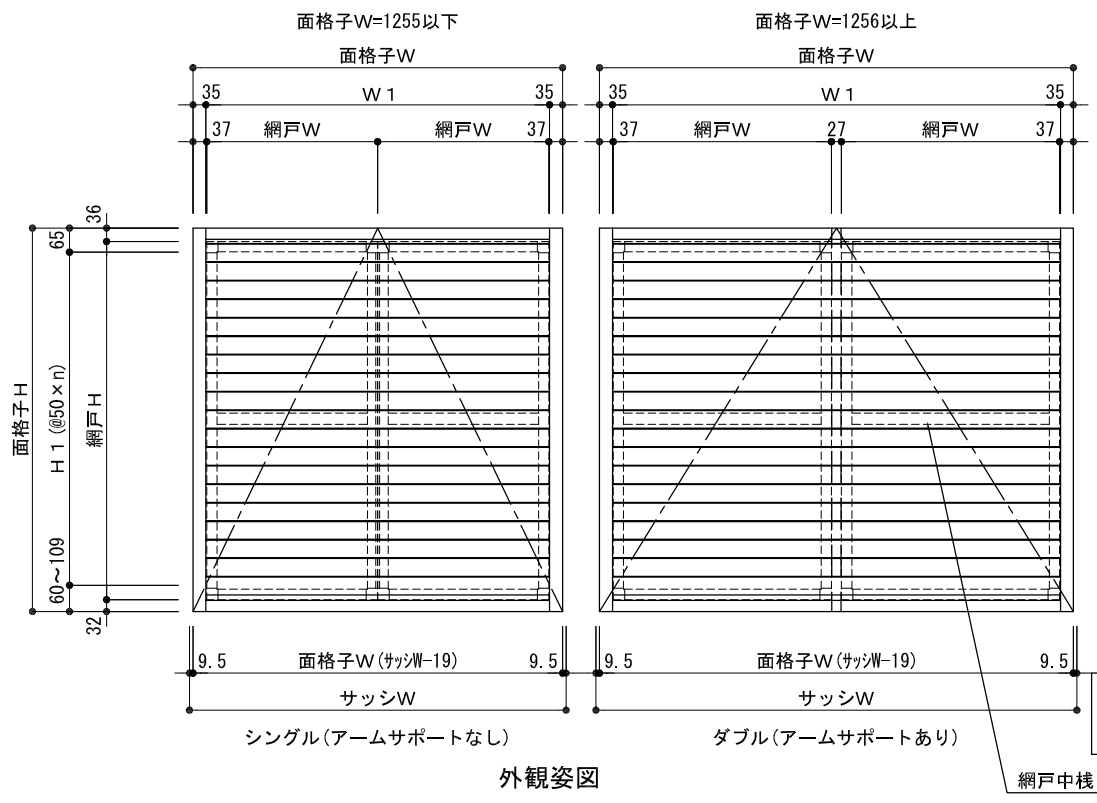 面格子W=1255以下
面格子W=1256以上
面格子W
面格子W
35
W1
35
35
W1
35
37
網戸W
網戸W
37
37
網戸W
27
網戸W
37
36
65
面格子H
H1(@50×n)
網戸H
60~109
32
9.5
面格子W(サッシW-19)
9.5
9.5
面格子W(サッシW-19)
9.5
サッシW
サッシW
シングル(アームサポートなし)
ダブル(アームサポートあり)
外観姿図
網戸中桟